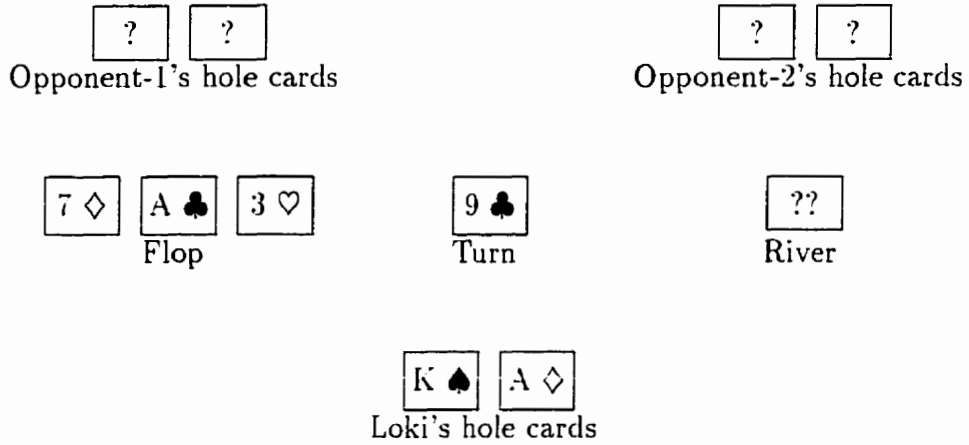 ? ? ? ?
Opponent-1's hole cards Opponent-2's hole cards
7 ♢ A ♣ 3 ♡ 9 ♣ ??
Flop Turn River
K ♠ A ♢
Loki's hole cards